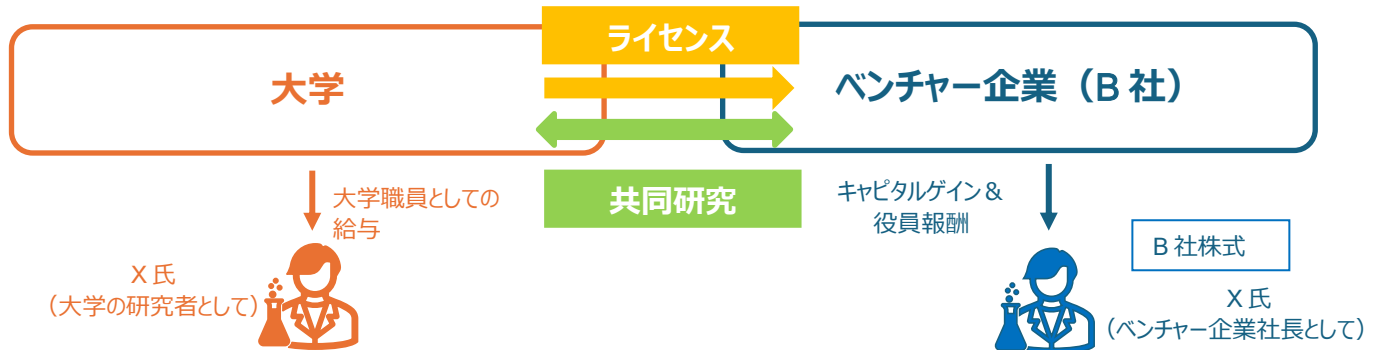 ライセンス
大学
ベンチャー企業（B 社）
共同研究
大学職員としての
給与
キャピタルゲイン＆
役員報酬
B 社株式
X 氏
（大学の研究者として）
X 氏
（ベンチャー企業社長として）